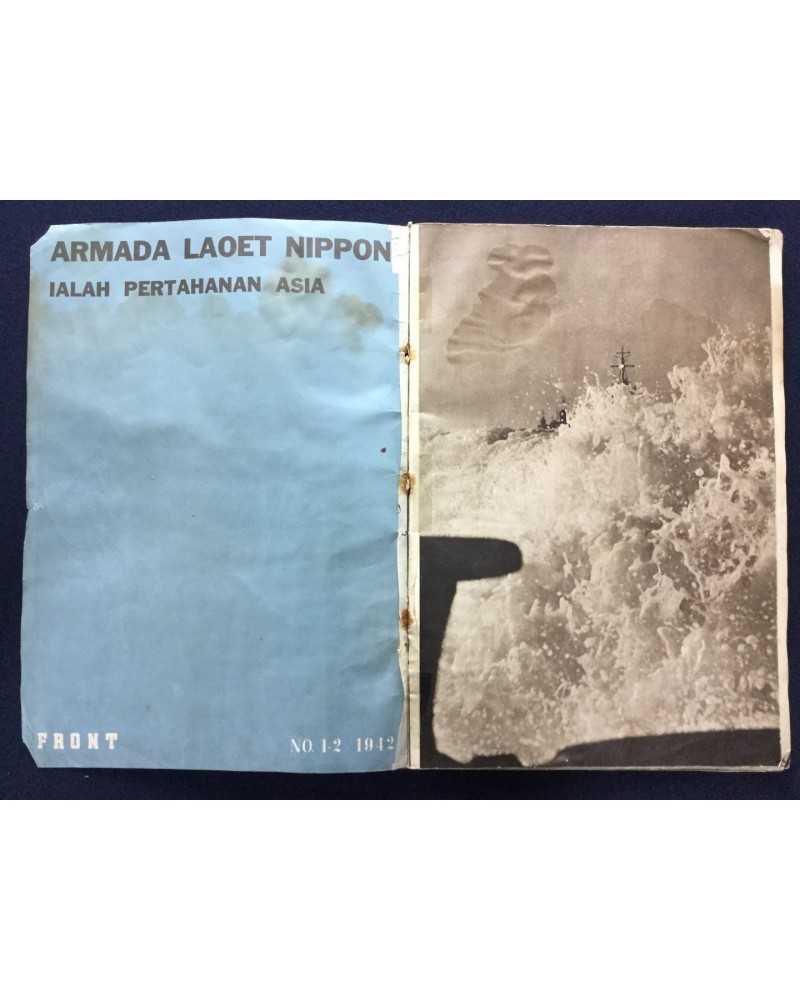 ARMADA LAOET NIPPON
IALAH PERTAHANAN ASIA
FRONT
NO. 1-2 1942